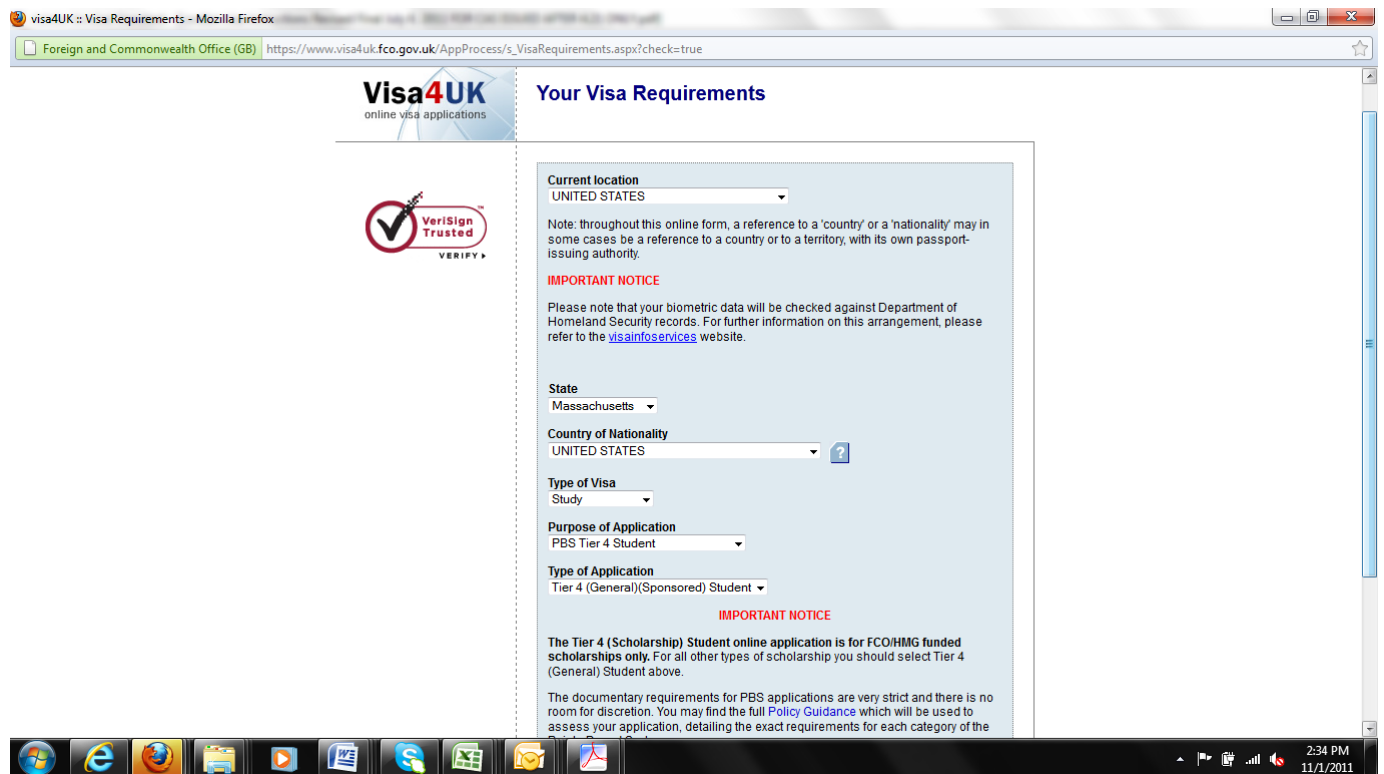 visa4UK :: Visa Requirements - Mozilla Firefox
Foreign and Commonwealth Office (GB) https://www.visa4uk.fco.gov.uk/AppProcess/s_VisaRequirements.aspx?check=true
Visa4UK
online visa applications
Your Visa Requirements
VeriSign™
Trusted
VERIFY
Current location
UNITED STATES
Note: throughout this online form, a reference to a 'country' or a 'nationality' may in
some cases be a reference to a country or to a territory, with its own passport-
issuing authority.
IMPORTANT NOTICE
Please note that your biometric data will be checked against Department of
Homeland Security records. For further information on this arrangement, please
refer to the visainfoservices website.
State
Massachusetts
Country of Nationality
UNITED STATES
?
Type of Visa
Study
Purpose of Application
PBS Tier 4 Student
Type of Application
Tier 4 (General)(Sponsored) Student
IMPORTANT NOTICE
The Tier 4 (Scholarship) Student online application is for FCO/HMG funded
scholarships only. For all other types of scholarship you should select Tier 4
(General) Student above.
The documentary requirements for PBS applications are very strict and there is no
room for discretion. You may find the full Policy Guidance which will be used to
assess your application, detailing the exact requirements for each category of the
2:34 PM
11/1/2011